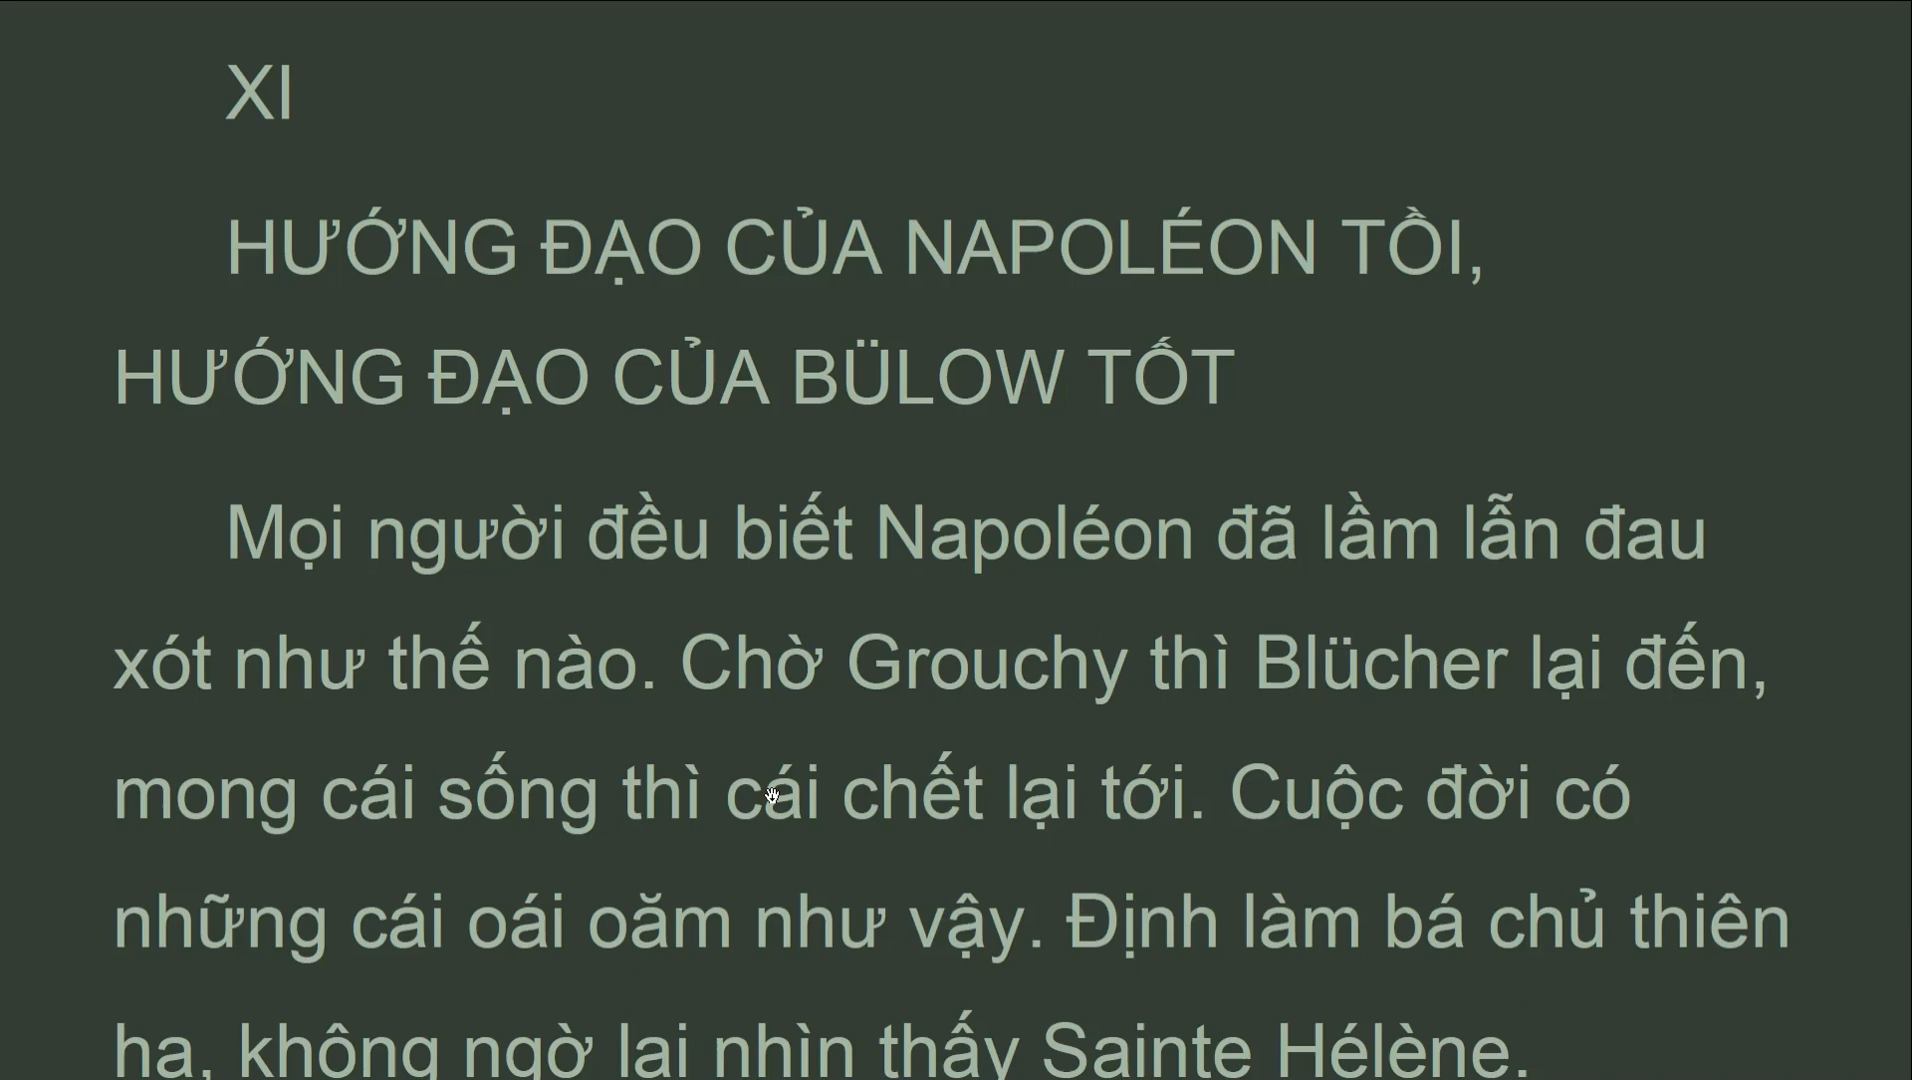 XI
HƯỚNG ĐẠO CỦA NAPOLÉON TỒI,
HƯỚNG ĐẠO CỦA BÜLOW TỐT
Mọi người đều biết Napoléon đã lầm lẫn đau
xót như thế nào. Chờ Grouchy thì Blücher lại đến,
mong cái sống thì cái chết lại tới. Cuộc đời có
những cái oái oăm như vậy. Định làm bá chủ thiên
hạ, không ngờ lại nhìn thấy Sainte Hélène.